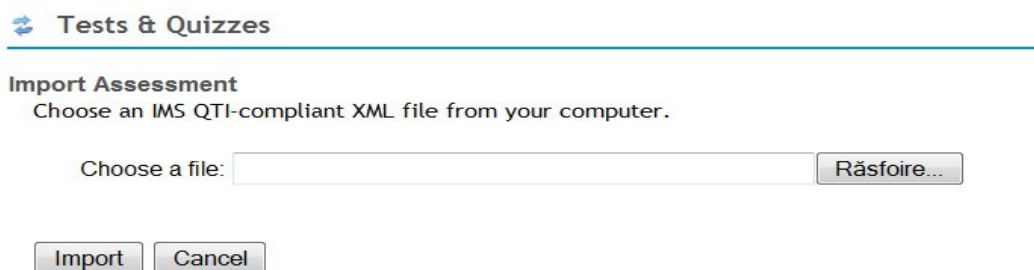 Tests & Quizzes
Import Assessment
Choose an IMS QTI-compliant XML file from your computer.
Choose a file: Răsfoire...
Import Cancel